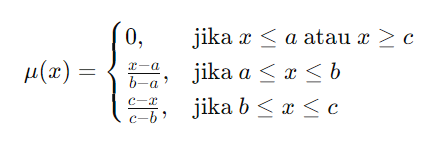 μ(x) = { 0, jika x ≤ a atau x ≥ c
(x−a)/(b−a), jika a ≤ x ≤ b
(c−x)/(c−b), jika b ≤ x ≤ c